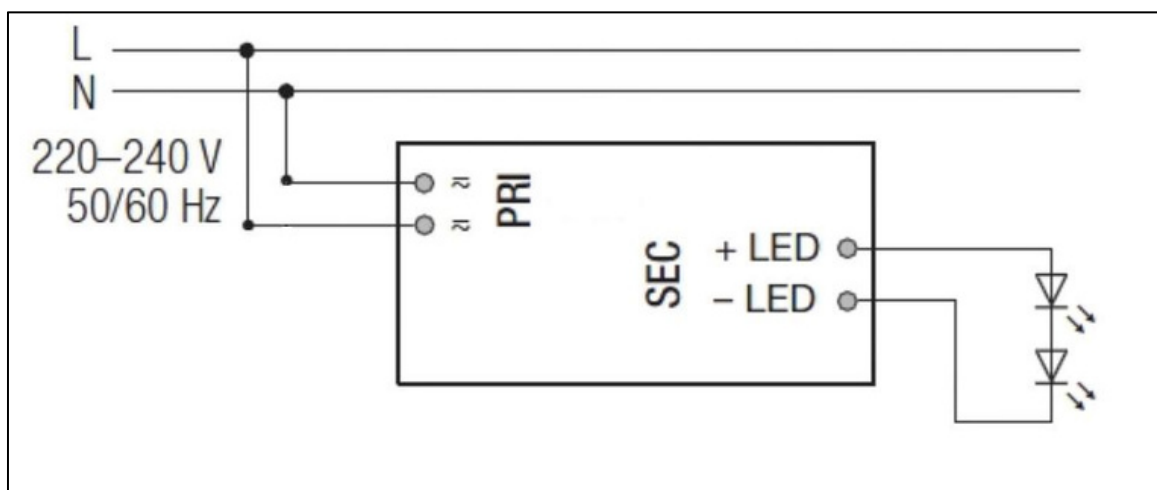 L
N
220–240 V
50/60 Hz
≂ PRI
≂
SEC
+ LED
– LED